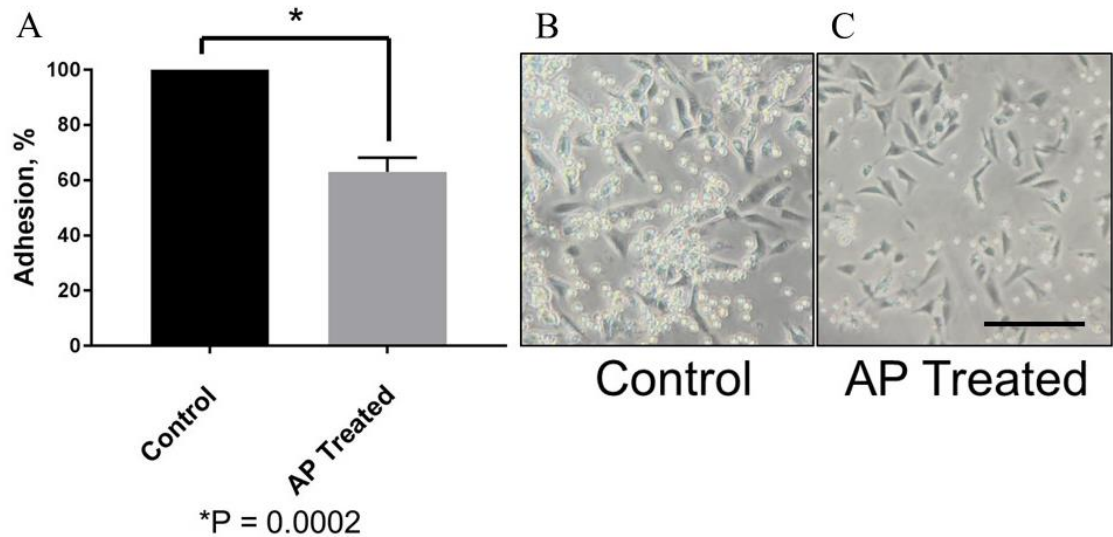 A
*
B
C
100
80
60
40
20
0
Adhesion, %
Control
AP Treated
*P = 0.0002
Control
AP Treated